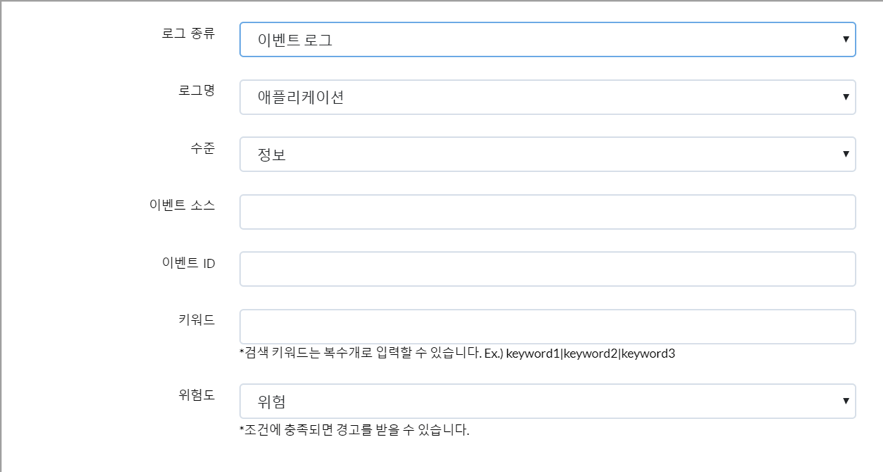 로그 종류
이벤트 로그
로그명
애플리케이션
수준
정보
이벤트 소스
이벤트 ID
키워드
*검색 키워드는 복수개로 입력할 수 있습니다. Ex.) keyword1|keyword2|keyword3
위험도
위험
*조건에 충족되면 경고를 받을 수 있습니다.